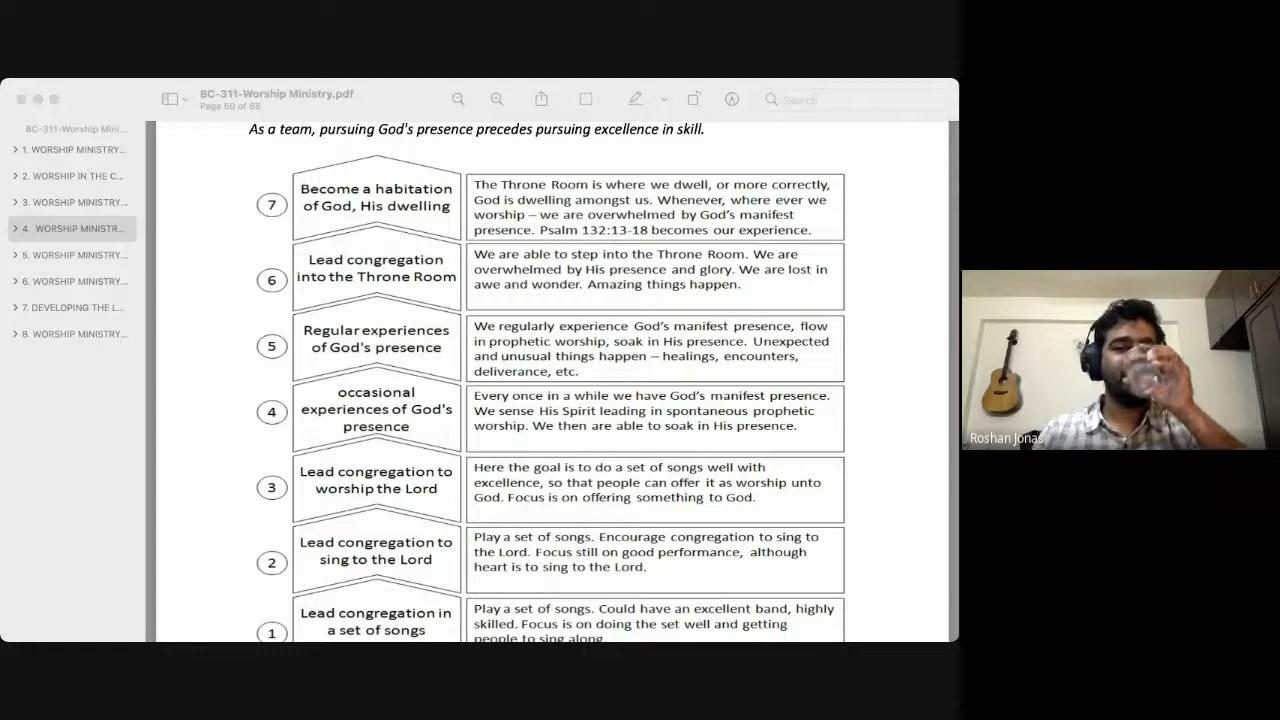 BC-311-Worship Ministry.pdf
Page 50 of 68
Search
BC-311-Worship Mini...
1. WORSHIP MINISTRY...
2. WORSHIP IN THE C...
3. WORSHIP MINISTRY...
4. WORSHIP MINISTR...
5. WORSHIP MINISTRY...
6. WORSHIP MINISTRY...
7. DEVELOPING THE L...
8. WORSHIP MINISTRY...
As a team, pursuing God's presence precedes pursuing excellence in skill.
7
Become a habitation
of God, His dwelling
The Throne Room is where we dwell, or more correctly,
God is dwelling amongst us. Whenever, where ever we
worship – we are overwhelmed by God's manifest
presence. Psalm 132:13-18 becomes our experience.
6
Lead congregation
into the Throne Room
We are able to step into the Throne Room. We are
overwhelmed by His presence and glory. We are lost in
awe and wonder. Amazing things happen.
5
Regular experiences
of God's presence
We regularly experience God's manifest presence, flow
in prophetic worship, soak in His presence. Unexpected
and unusual things happen – healings, encounters,
deliverance, etc.
4
occasional
experiences of God's
presence
Every once in a while we have God's manifest presence.
We sense His Spirit leading in spontaneous prophetic
worship. We then are able to soak in His presence.
3
Lead congregation to
worship the Lord
Here the goal is to do a set of songs well with
excellence, so that people can offer it as worship unto
God. Focus is on offering something to God.
2
Lead congregation to
sing to the Lord
Play a set of songs. Encourage congregation to sing to
the Lord. Focus still on good performance, although
heart is to sing to the Lord.
1
Lead congregation in
a set of songs
Play a set of songs. Could have an excellent band, highly
skilled. Focus is on doing the set well and getting
people to sing along.
Roshan Jonas